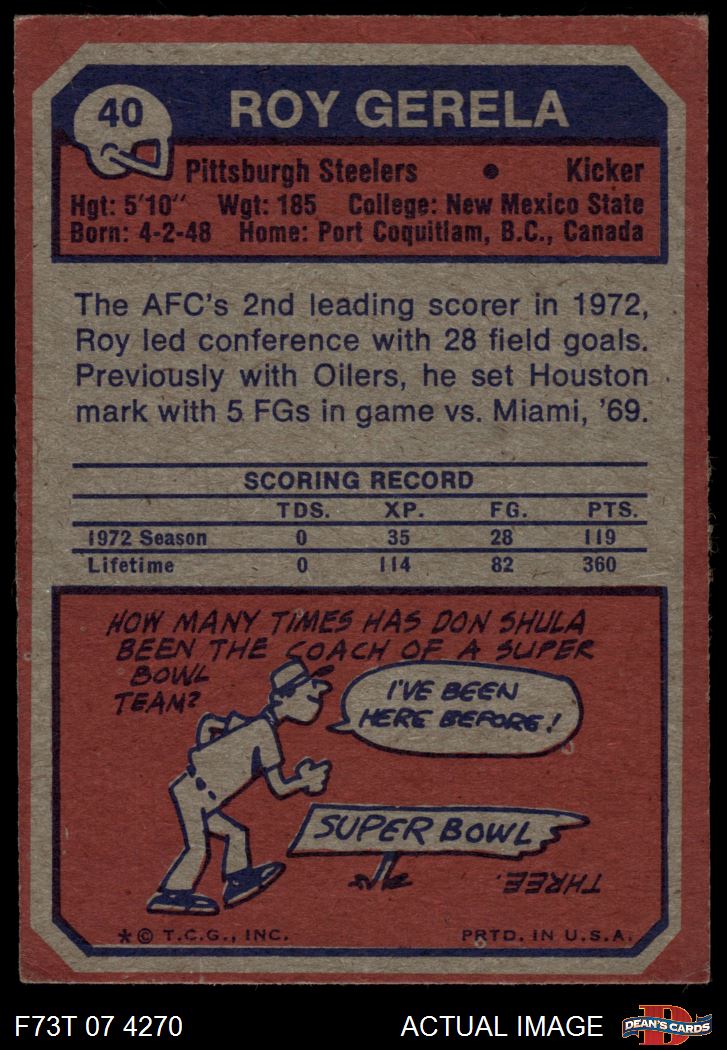 40
ROY GERELA
Pittsburgh Steelers • Kicker
Hgt: 5'10" Wgt: 185 College: New Mexico State
Born: 4-2-48 Home: Port Coquitlam, B.C., Canada
The AFC's 2nd leading scorer in 1972,
Roy led conference with 28 field goals.
Previously with Oilers, he set Houston
mark with 5 FGs in game vs. Miami, '69.
SCORING RECORD
TDS. XP. FG. PTS.
1972 Season 0 35 28 119
Lifetime 0 114 82 360
HOW MANY TIMES HAS DON SHULA
BEEN THE COACH OF A SUPER
BOWL
TEAM?
I'VE BEEN
HERE BEFORE!
SUPER BOWL
THREE.
*© T.C.G., INC. PRTD. IN U.S.A.
F73T 07 4270 ACTUAL IMAGE
D
DEAN'S CARDS